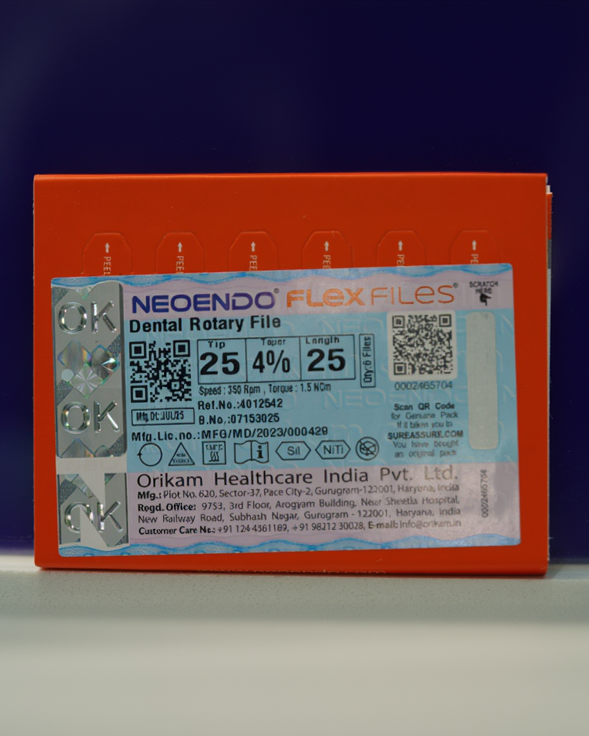 PEEL
PEEL
PEEL
PEEL
PEEL
PEEL
OK
OK
OK
NEOENDO® FLEXFILES®
Dental Rotary File
SCRATCH
HERE
Tip
25
Taper
4%
Length
25
Qty:6 Files
Speed : 350 Rpm , Torque : 1.5 NCm
Mfg. Dt: JUL/25
Ref.No.:4012542
B.No.:07153025
Mfg.Lic.no.:MFG/MD/2023/000429
Sil
NiTi
0002465704
Scan QR Code
for Genuine Pack
If it takes you to
SUREASSURE.COM
You have bought
an original pack
0002465704
Orikam Healthcare India Pvt. Ltd.
Mfg.: Plot No. 620, Sector-37, Pace City-2, Gurugram-122001, Haryana, India
Regd. Office: 9753, 3rd Floor, Arogyam Building, Near Sheetla Hospital,
New Railway Road, Subhash Nagar, Gurugram - 122001, Haryana, India
Customer Care No.: +91 124 4361189, +91 98212 30028, E-mail: info@orikam.in